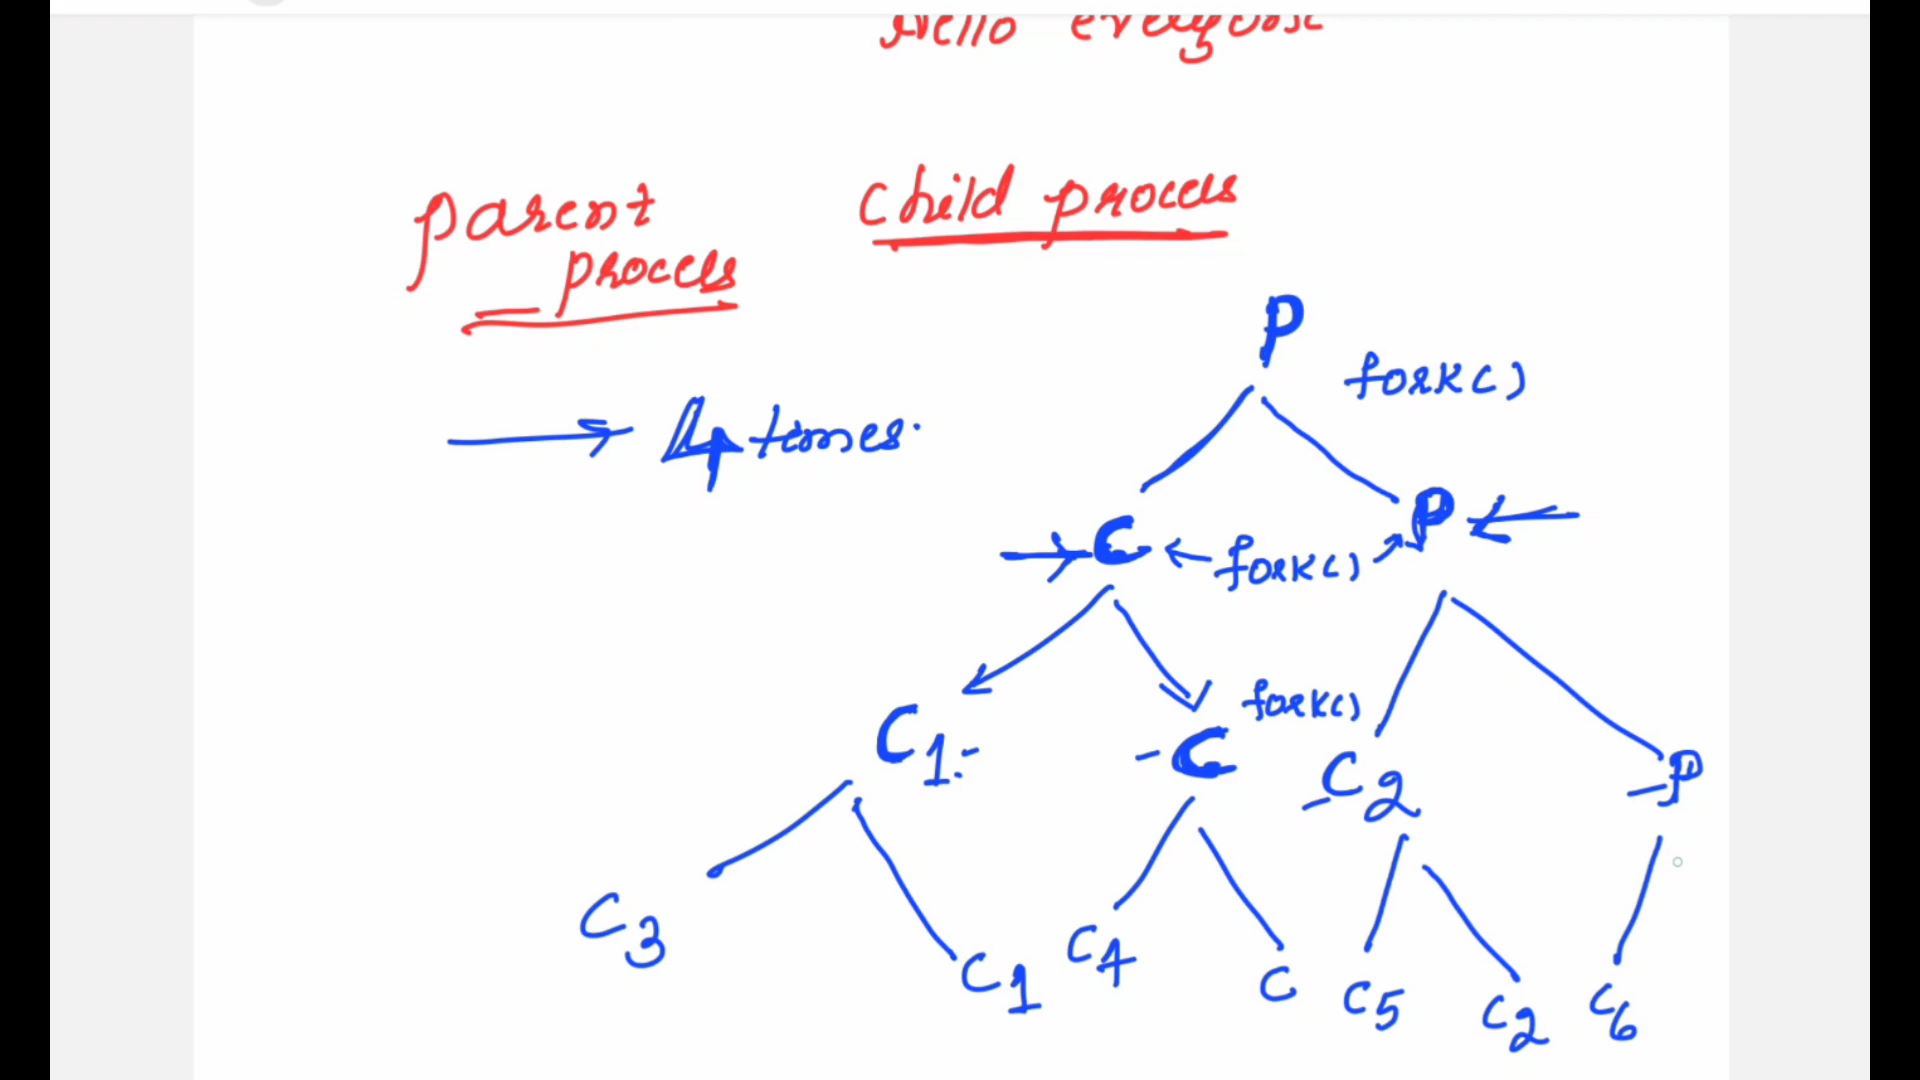 Hello everyone
parent child process
process
P
fork()
→ 4 times.
C ← fork() → P
fork()
C1 C C2 P
C3 C1 C4 C C5 C2 C6